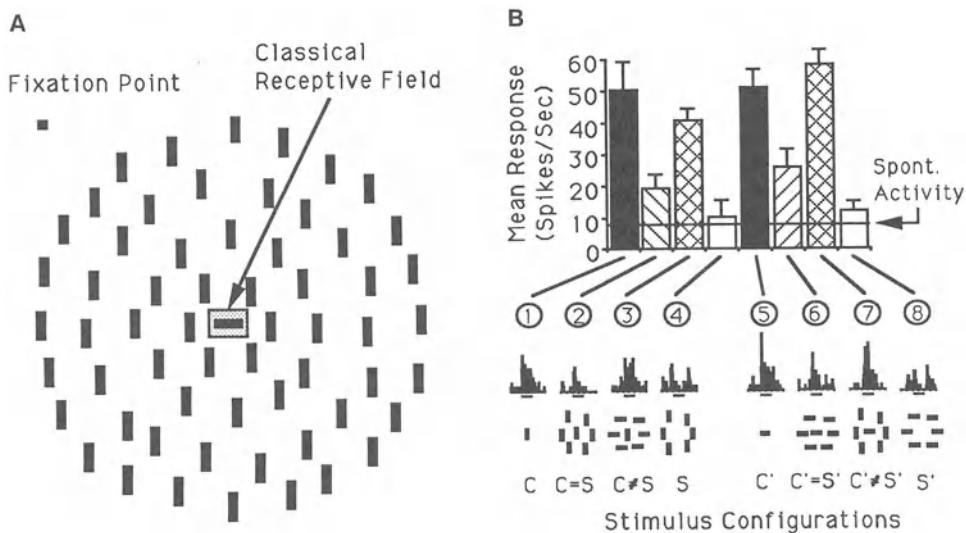 A
Fixation Point
Classical
Receptive Field
B
Mean Response
(Spikes/Sec)
60
50
40
30
20
10
0
Spont.
Activity
1 2 3 4 5 6 7 8
C C=S C≠S S C' C'=S' C'≠S' S'
Stimulus Configurations